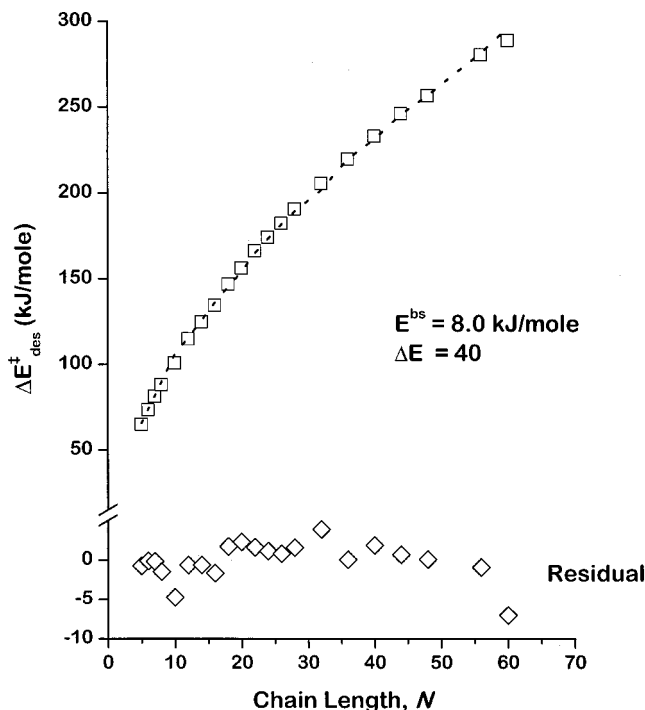 300
250
200
150
100
50
0
-5
-10
ΔE‡des (kJ/mole)
Ebs = 8.0 kJ/mole
ΔE = 40
Residual
0 10 20 30 40 50 60 70
Chain Length, N